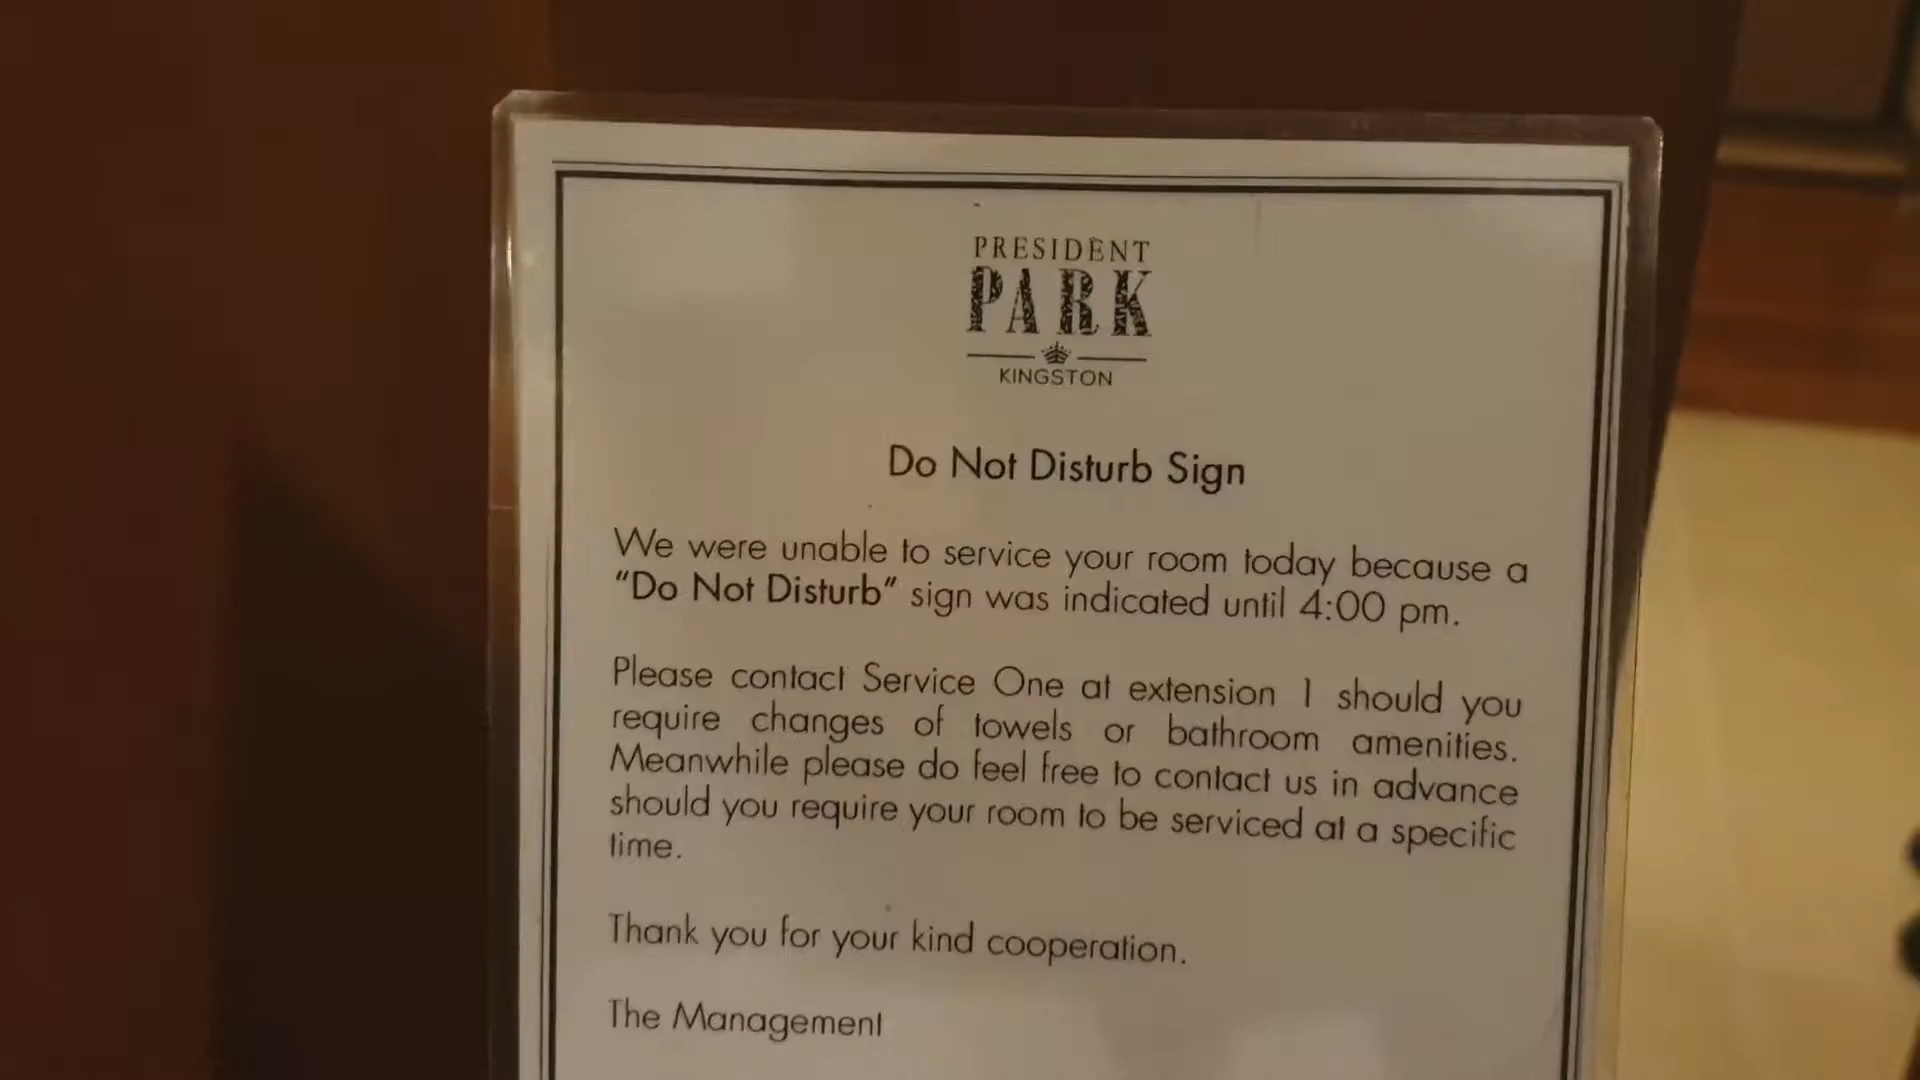 PRESIDENT
PARK
KINGSTON
Do Not Disturb Sign
We were unable to service your room today because a
“Do Not Disturb” sign was indicated until 4:00 pm.
Please contact Service One at extension 1 should you
require changes of towels or bathroom amenities.
Meanwhile please do feel free to contact us in advance
should you require your room to be serviced at a specific
time.
Thank you for your kind cooperation.
The Management